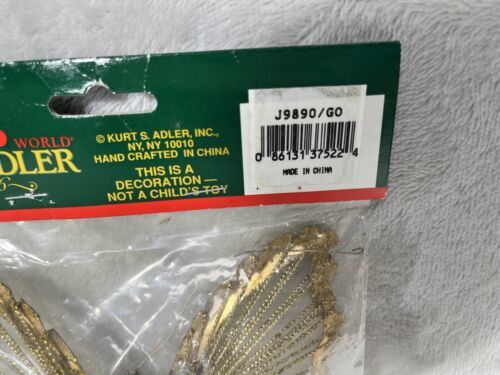 WORLD®
ADLER
© KURT S. ADLER, INC.,
NY, NY 10010
HAND CRAFTED IN CHINA
THIS IS A
DECORATION —
NOT A CHILD'S TOY
J9890/GO
0 86131 37522 4
MADE IN CHINA